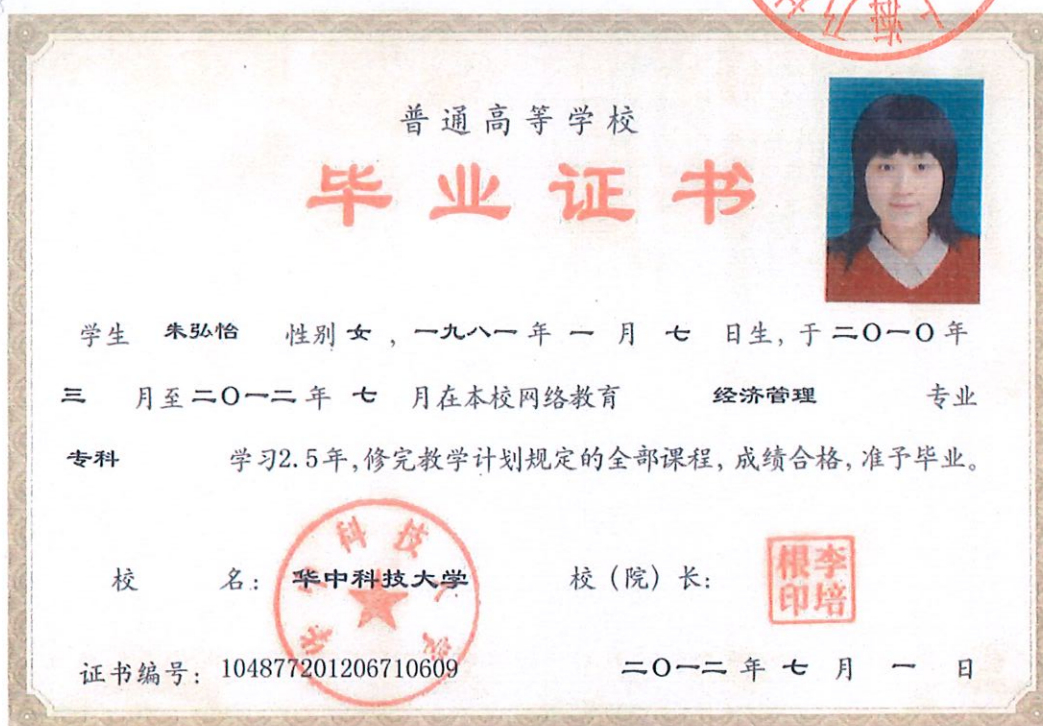 普通高等学校
毕业证书
学生 朱弘怡 性别 女 ，一九八一 年 一 月 七 日生，于 二〇一〇 年
三 月至 二〇一二 年 七 月在本校网络教育 经济管理 专业
专科 学习2.5年，修完教学计划规定的全部课程，成绩合格，准予毕业。
校 名：华中科技大学 校（院）长：
李培根印
证书编号：104877201206710609 二〇一二 年 七 月 一 日